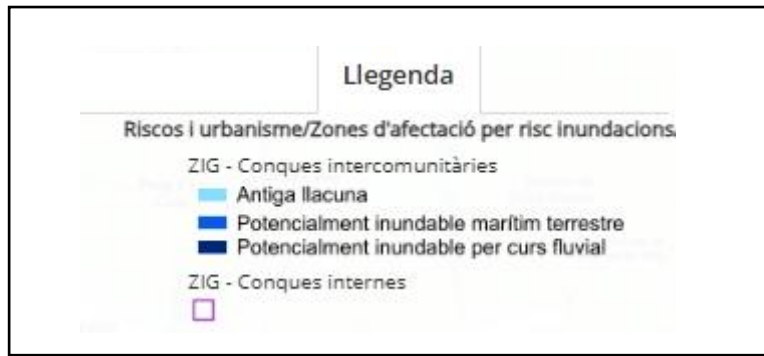 Llegenda
Riscos i urbanisme/Zones d'afectació per risc inundacions.
ZIG - Conques intercomunitàries
Antiga llacuna
Potencialment inundable marítim terrestre
Potencialment inundable per curs fluvial
ZIG - Conques internes